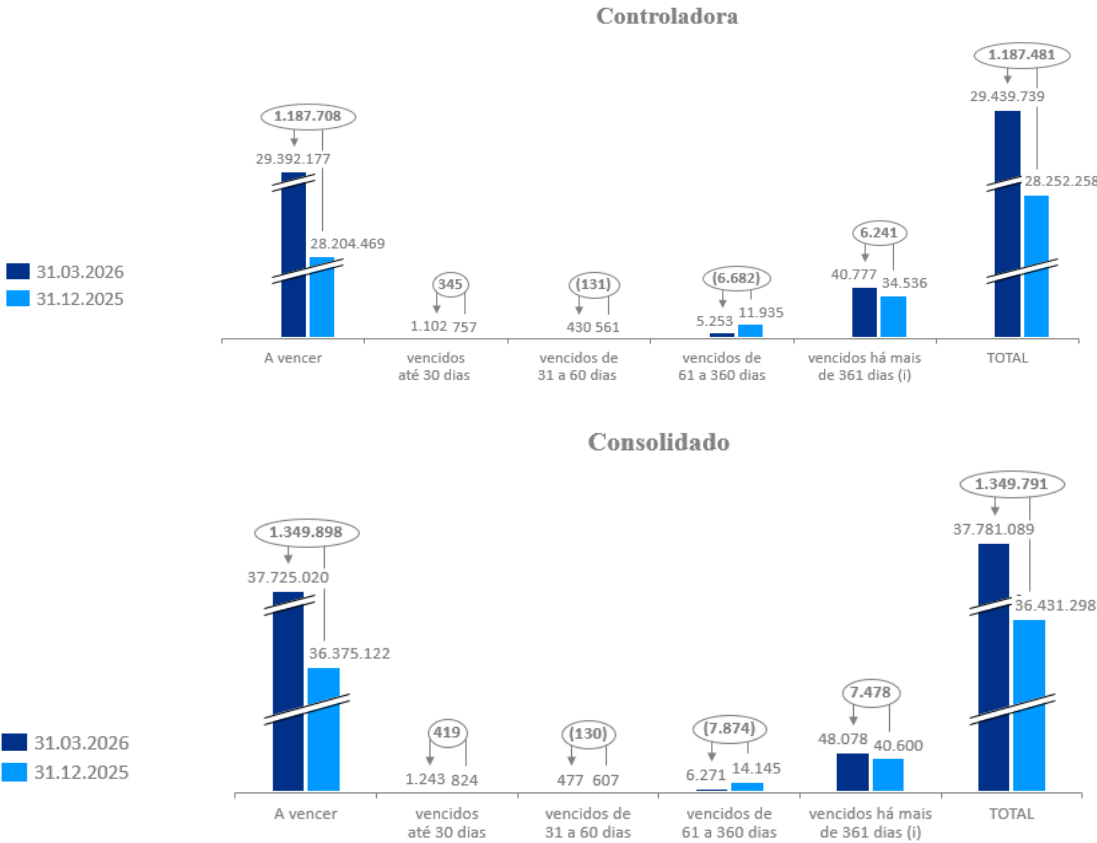 Controladora
1.187.708
29.392.177
28.204.469
345
1.102 757
(131)
430 561
(6.682)
5.253 11.935
6.241
40.777 34.536
1.187.481
29.439.739
28.252.258
31.03.2026
31.12.2025
A vencer
vencidos
até 30 dias
vencidos de
31 a 60 dias
vencidos de
61 a 360 dias
vencidos há mais
de 361 dias (i)
TOTAL
Consolidado
1.349.898
37.725.020
36.375.122
419
1.243 824
(130)
477 607
(7.874)
6.271 14.145
7.478
48.078 40.600
1.349.791
37.781.089
36.431.298
31.03.2026
31.12.2025
A vencer
vencidos
até 30 dias
vencidos de
31 a 60 dias
vencidos de
61 a 360 dias
vencidos há mais
de 361 dias (i)
TOTAL